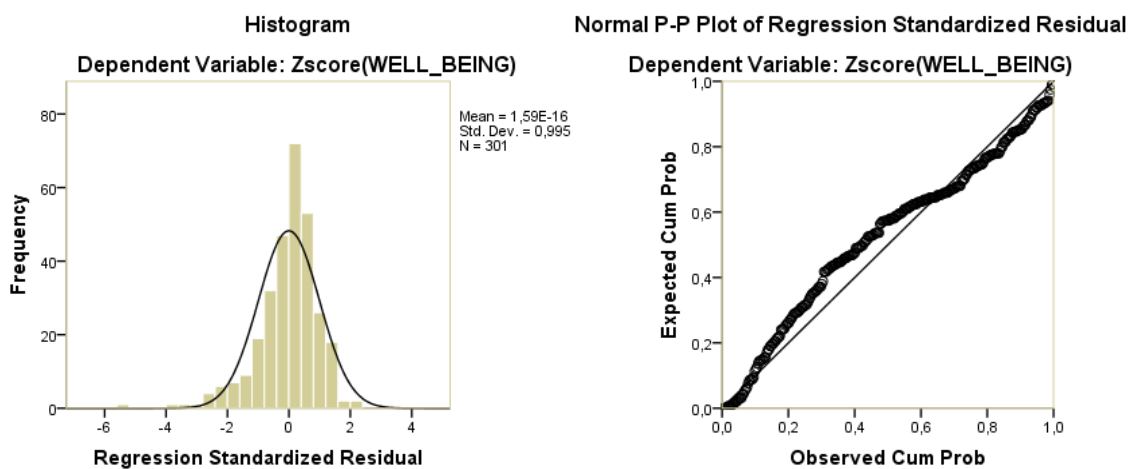 Histogram
Dependent Variable: Zscore(WELL_BEING)
Mean = 1,59E-16
Std. Dev. = 0,995
N = 301
80
60
40
20
0
Frequency
-6 -4 -2 0 2 4
Regression Standardized Residual
Normal P-P Plot of Regression Standardized Residual
Dependent Variable: Zscore(WELL_BEING)
1,0
0,8
0,6
0,4
0,2
0,0
Expected Cum Prob
0,0 0,2 0,4 0,6 0,8 1,0
Observed Cum Prob